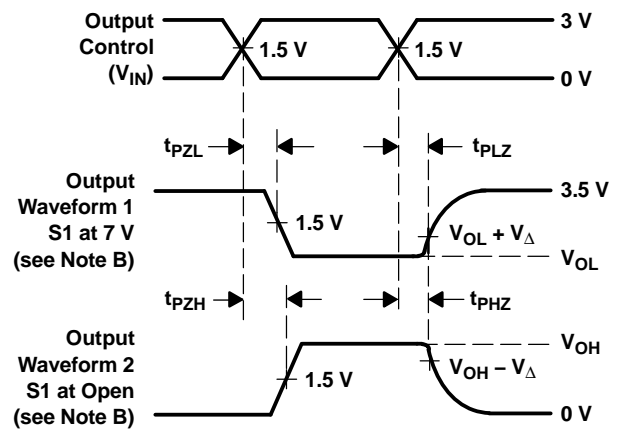 Output
Control
(VIN)
1.5 V
1.5 V
3 V
0 V
tPZL
tPLZ
Output
Waveform 1
S1 at 7 V
(see Note B)
1.5 V
3.5 V
VOL + VΔ
VOL
tPZH
tPHZ
Output
Waveform 2
S1 at Open
(see Note B)
1.5 V
VOH
VOH − VΔ
0 V